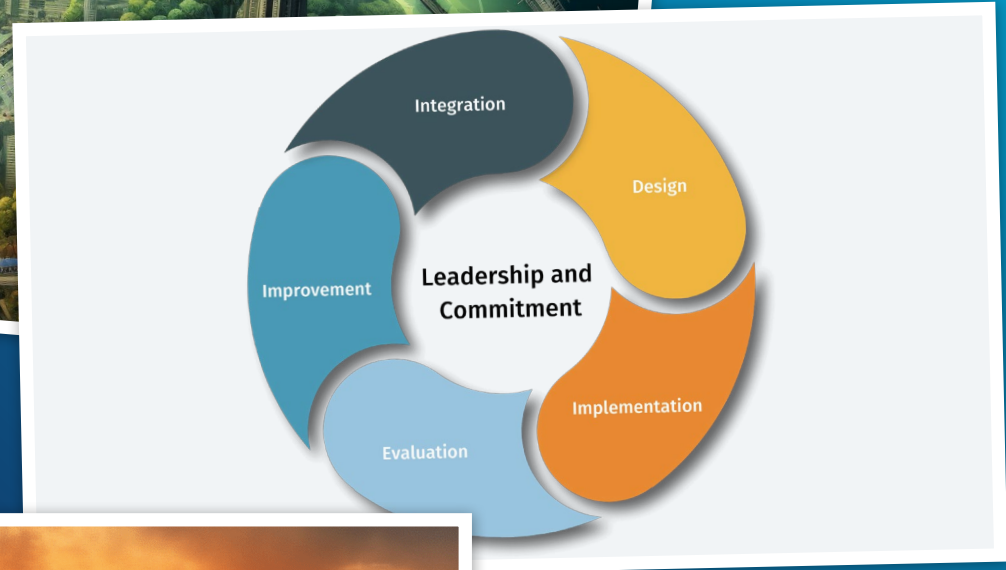 Integration
Design
Leadership and
Commitment
Improvement
Implementation
Evaluation